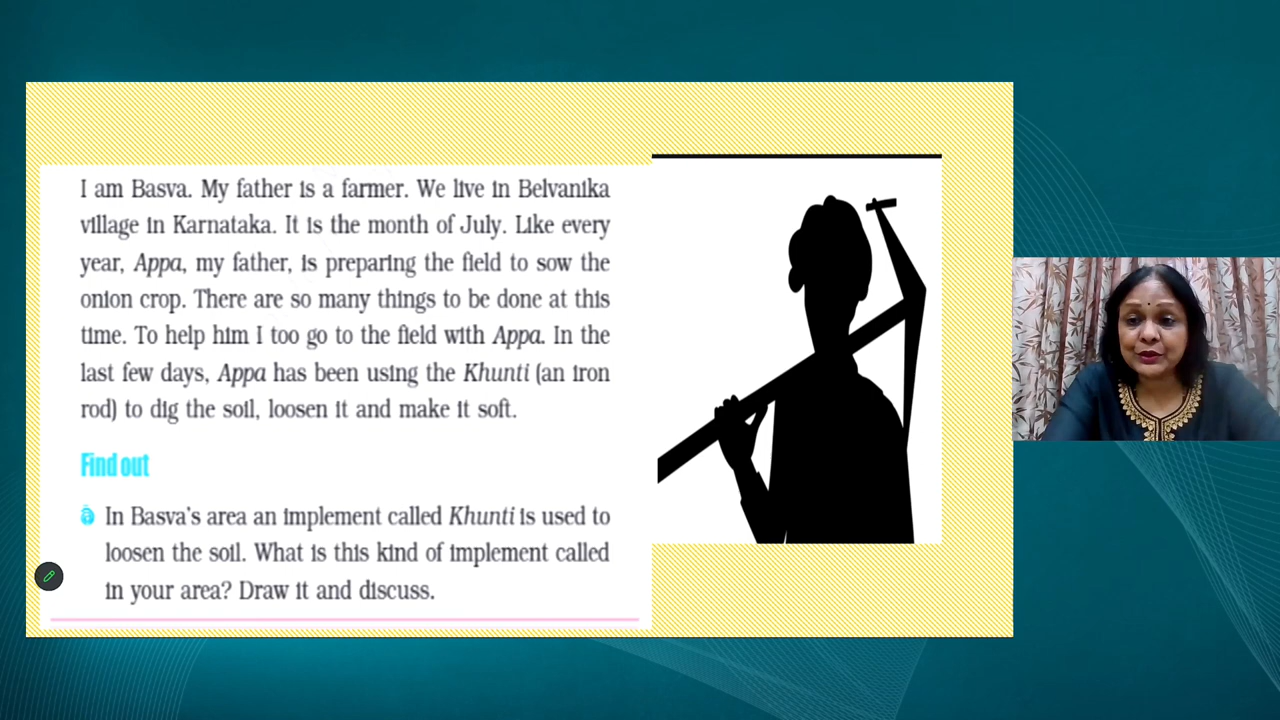 I am Basva. My father is a farmer. We live in Belvanika
village in Karnataka. It is the month of July. Like every
year, Appa, my father, is preparing the field to sow the
onion crop. There are so many things to be done at this
time. To help him I too go to the field with Appa. In the
last few days, Appa has been using the Khunti (an iron
rod) to dig the soil, loosen it and make it soft.
Find out
In Basva's area an implement called Khunti is used to
loosen the soil. What is this kind of implement called
in your area? Draw it and discuss.